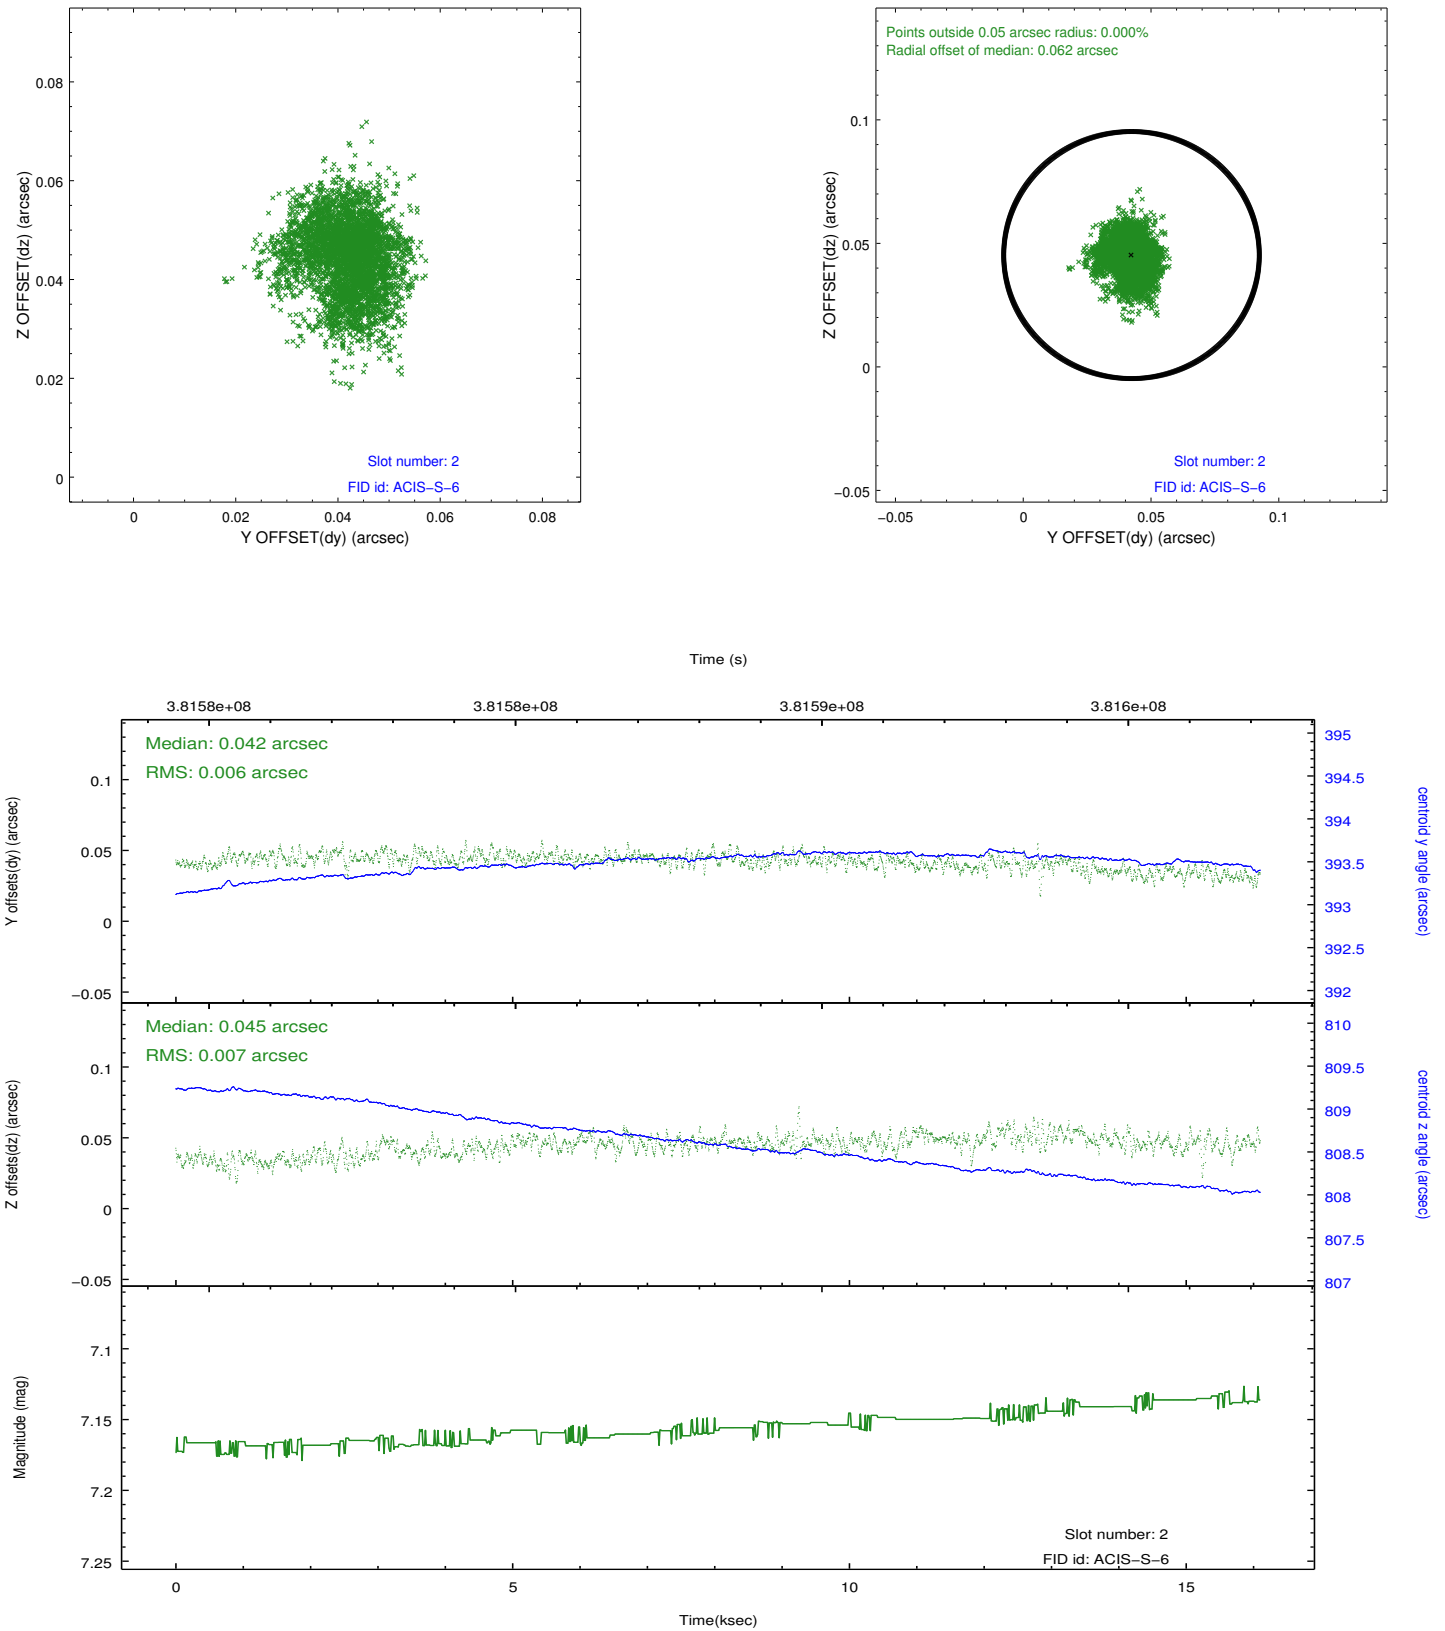 0.08
0.06
0.04
0.02
0
Z OFFSET(dz) (arcsec)
Slot number: 2
FID id: ACIS−S−6
0 0.02 0.04 0.06 0.08
Y OFFSET(dy) (arcsec)
Points outside 0.05 arcsec radius: 0.000%
Radial offset of median: 0.062 arcsec
0.1
0.05
0
−0.05
Z OFFSET(dz) (arcsec)
Slot number: 2
FID id: ACIS−S−6
−0.05 0 0.05 0.1
Y OFFSET(dy) (arcsec)
Time (s)
3.8158e+08 3.8158e+08 3.8159e+08 3.816e+08
Median: 0.042 arcsec
RMS: 0.006 arcsec
0.1
0.05
0
−0.05
Y offsets(dy) (arcsec)
395
394.5
394
393.5
393
392.5
392
centroid y angle (arcsec)
Median: 0.045 arcsec
RMS: 0.007 arcsec
0.1
0.05
0
−0.05
Z offsets(dz) (arcsec)
810
809.5
809
808.5
808
807.5
807
centroid z angle (arcsec)
7.1
7.15
7.2
7.25
Magnitude (mag)
Slot number: 2
FID id: ACIS−S−6
0 5 10 15
Time(ksec)